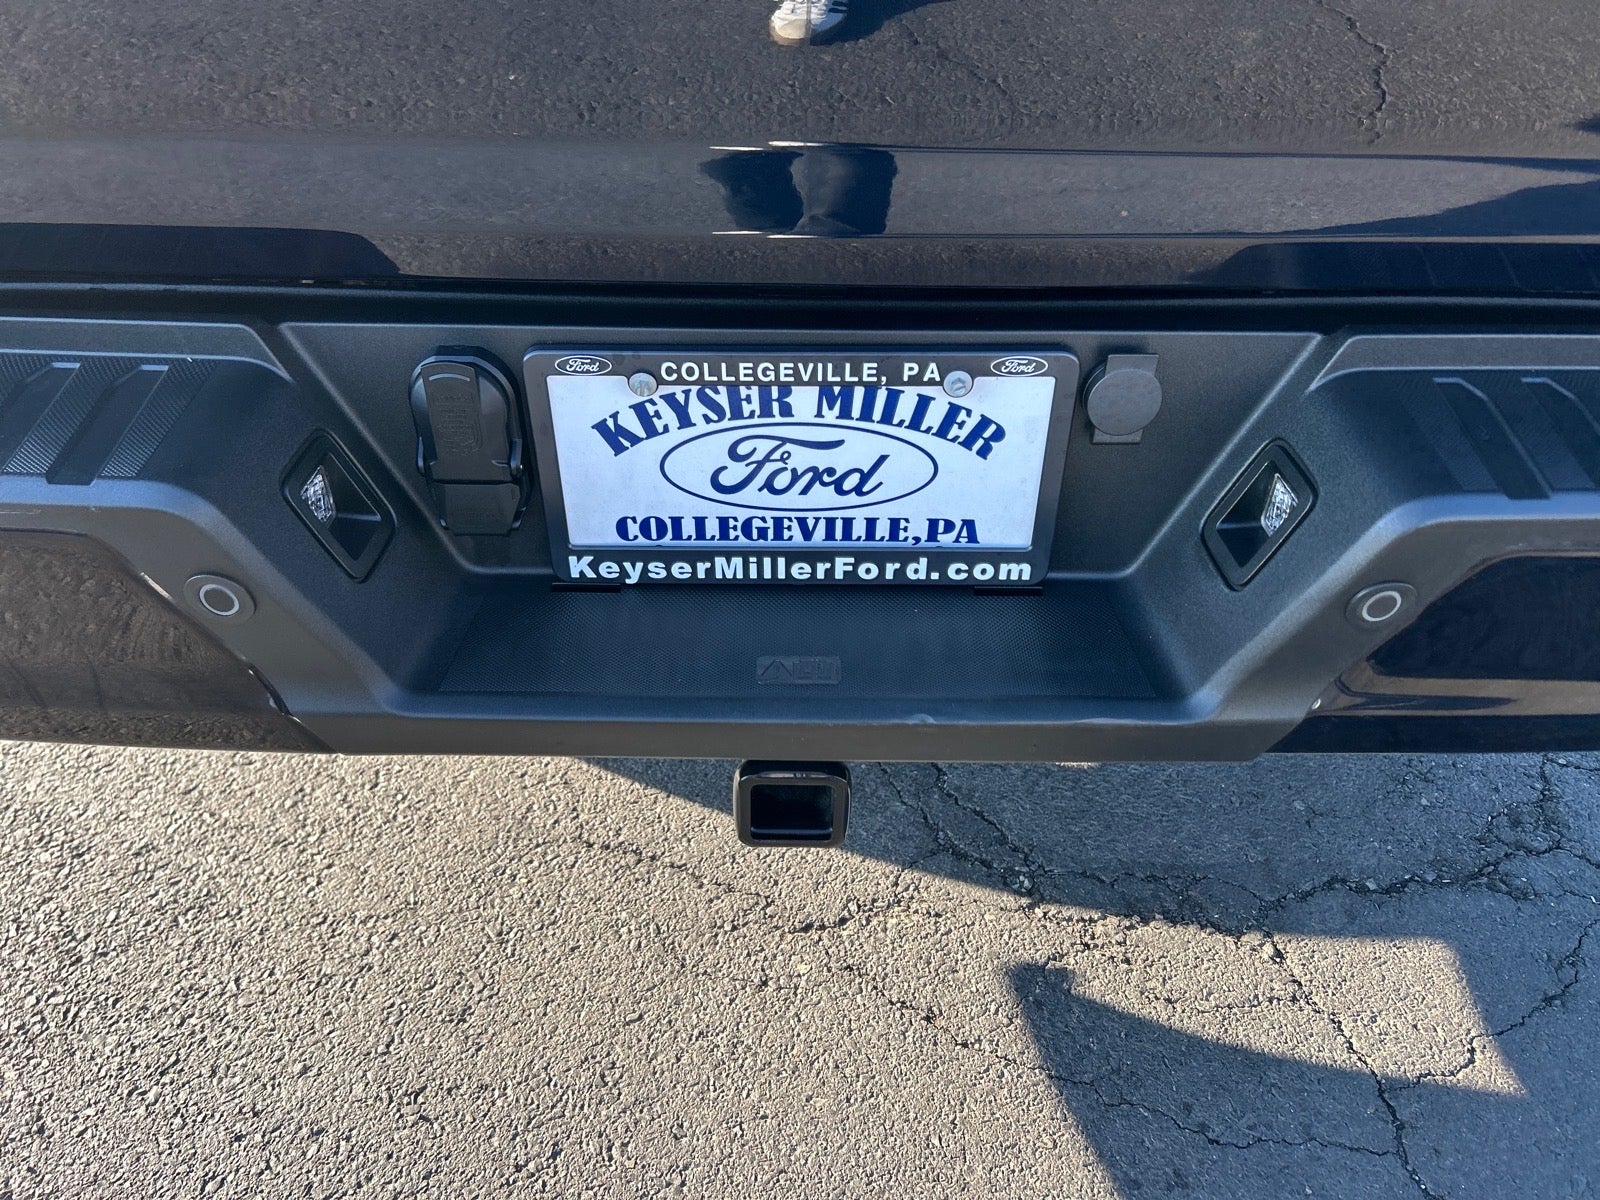 Ford COLLEGEVILLE, PA Ford
KEYSER MILLER
Ford
COLLEGEVILLE, PA
KeyserMillerFord.com